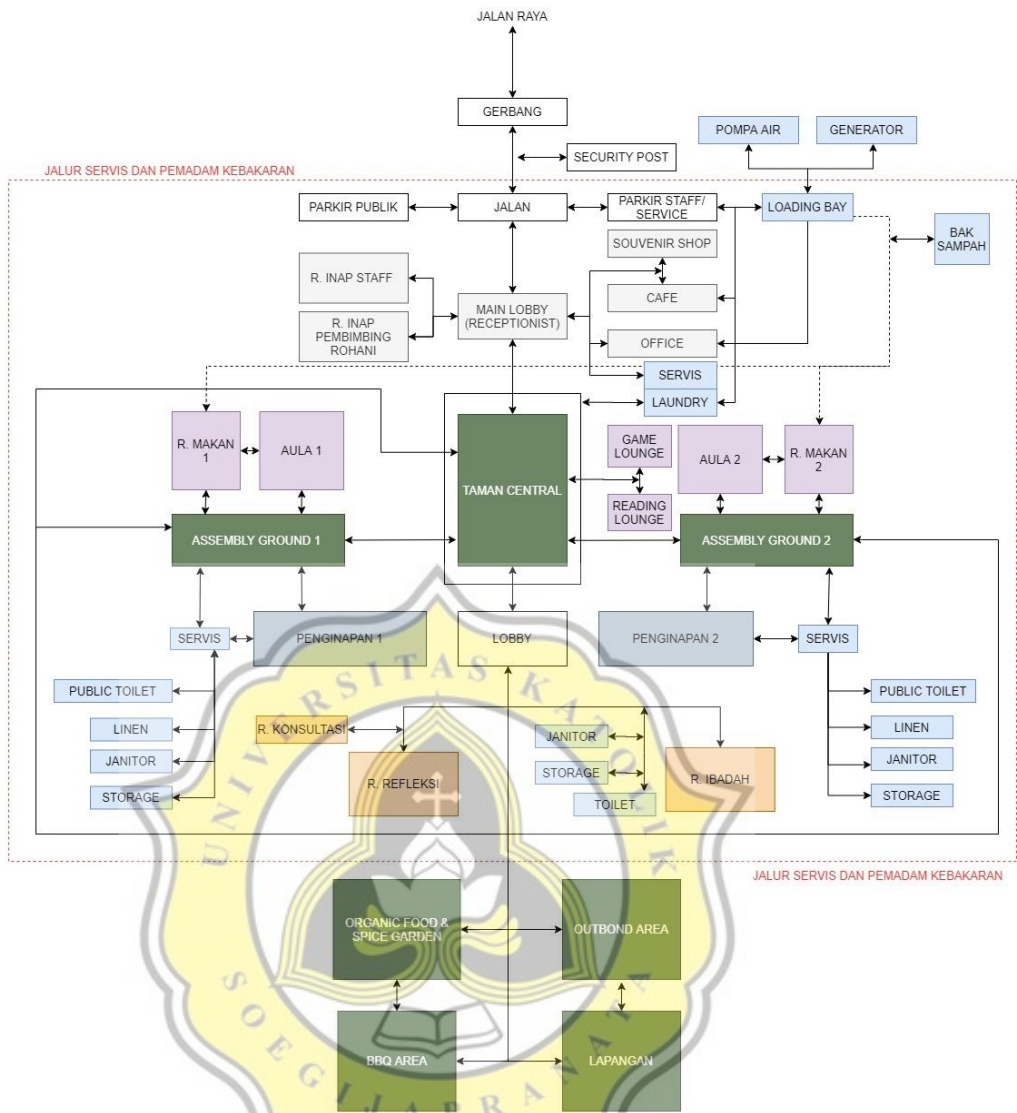 JALAN RAYA
GERBANG
POMPA AIR
GENERATOR
SECURITY POST
JALUR SERVIS DAN PEMADAM KEBAKARAN
PARKIR PUBLIK
JALAN
PARKIR STAFF/
SERVICE
LOADING BAY
BAK
SAMPAH
SOUVENIR SHOP
R. INAP STAFF
CAFE
MAIN LOBBY
(RECEPTIONIST)
R. INAP
PEMBIMBING
ROHANI
OFFICE
SERVIS
LAUNDRY
R. MAKAN
1
AULA 1
TAMAN CENTRAL
GAME
LOUNGE
READING
LOUNGE
AULA 2
R. MAKAN
2
ASSEMBLY GROUND 1
ASSEMBLY GROUND 2
SERVIS
PENGINAPAN 1
LOBBY
PENGINAPAN 2
SERVIS
PUBLIC TOILET
LINEN
JANITOR
STORAGE
R. KONSULTASI
R. REFLEKSI
JANITOR
STORAGE
TOILET
R. IBADAH
PUBLIC TOILET
LINEN
JANITOR
STORAGE
JALUR SERVIS DAN PEMADAM KEBAKARAN
ORGANIC FOOD &
SPICE GARDEN
OUTBOND AREA
BBQ AREA
LAPANGAN
UNIVERSITAS KATOLIK
SOEGIJAPRANATA